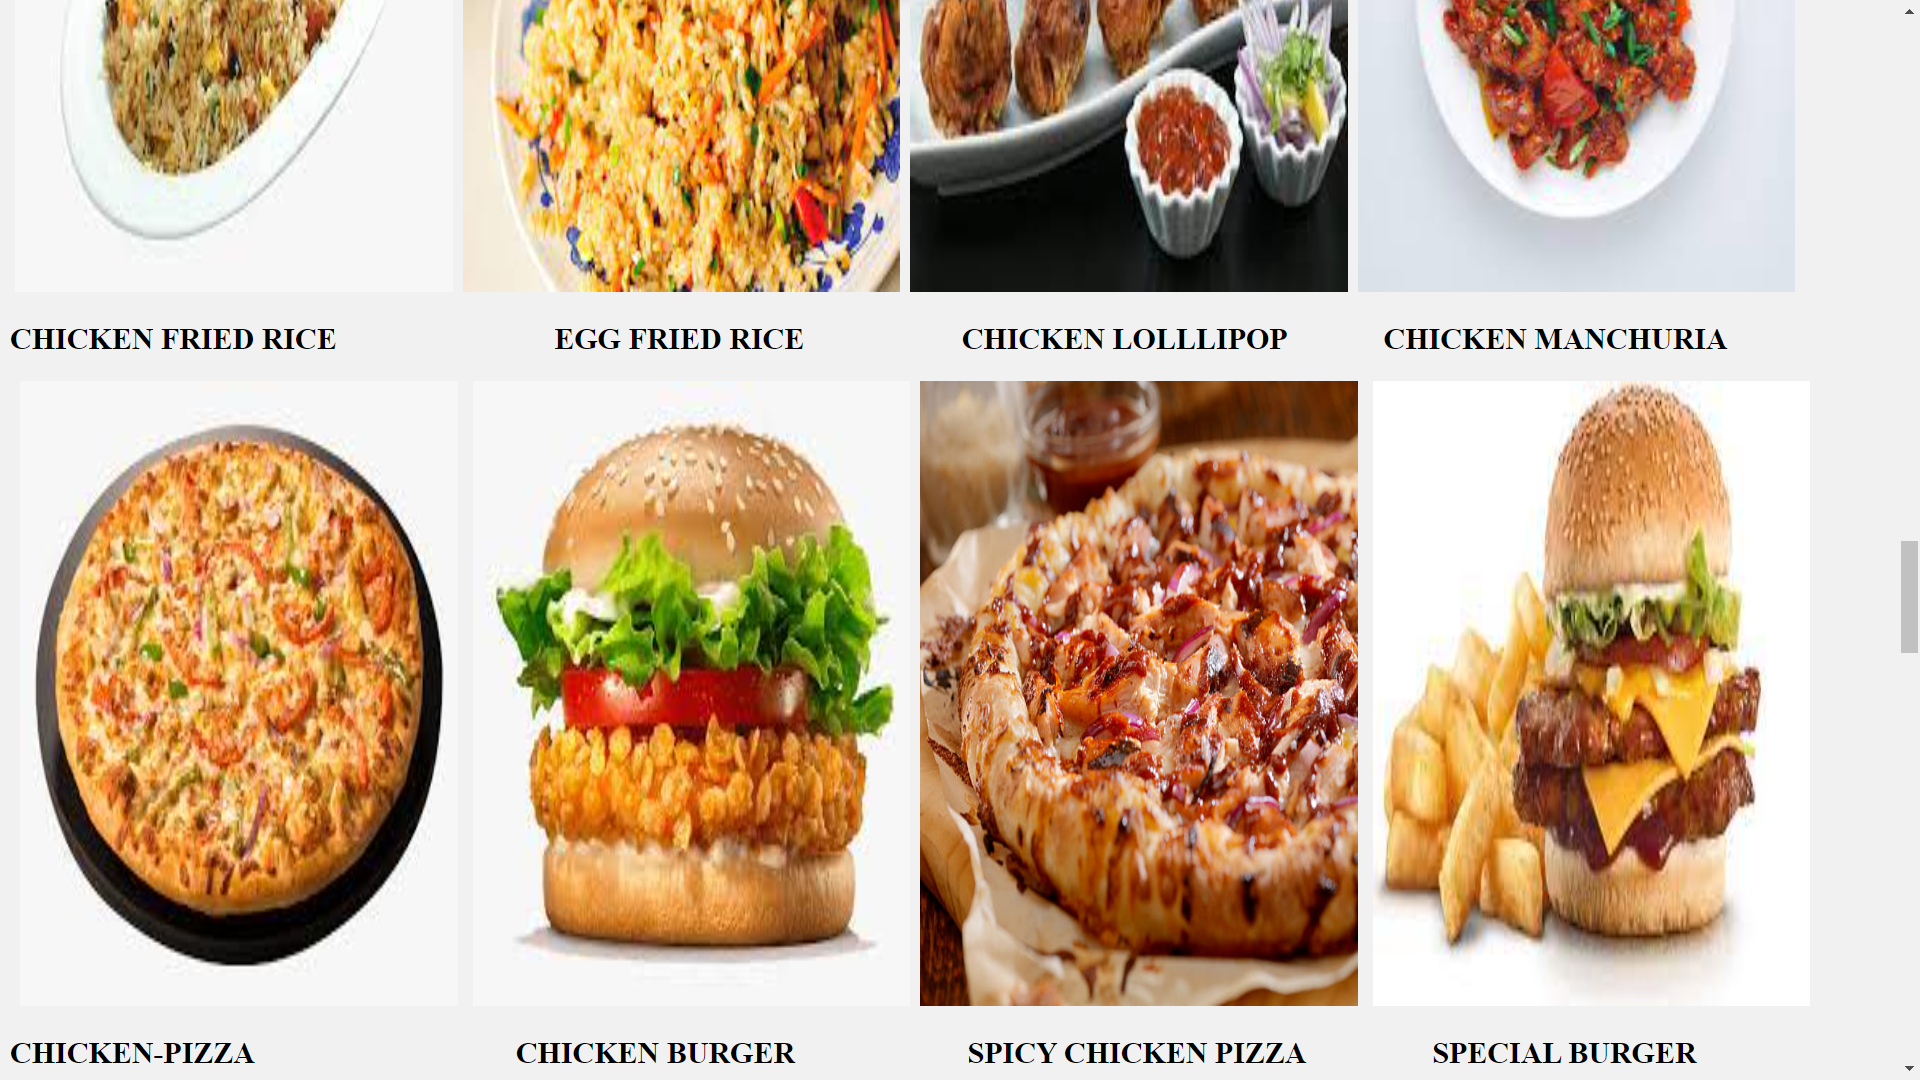 CHICKEN FRIED RICE
EGG FRIED RICE
CHICKEN LOLLLIPOP
CHICKEN MANCHURIA
CHICKEN-PIZZA
CHICKEN BURGER
SPICY CHICKEN PIZZA
SPECIAL BURGER